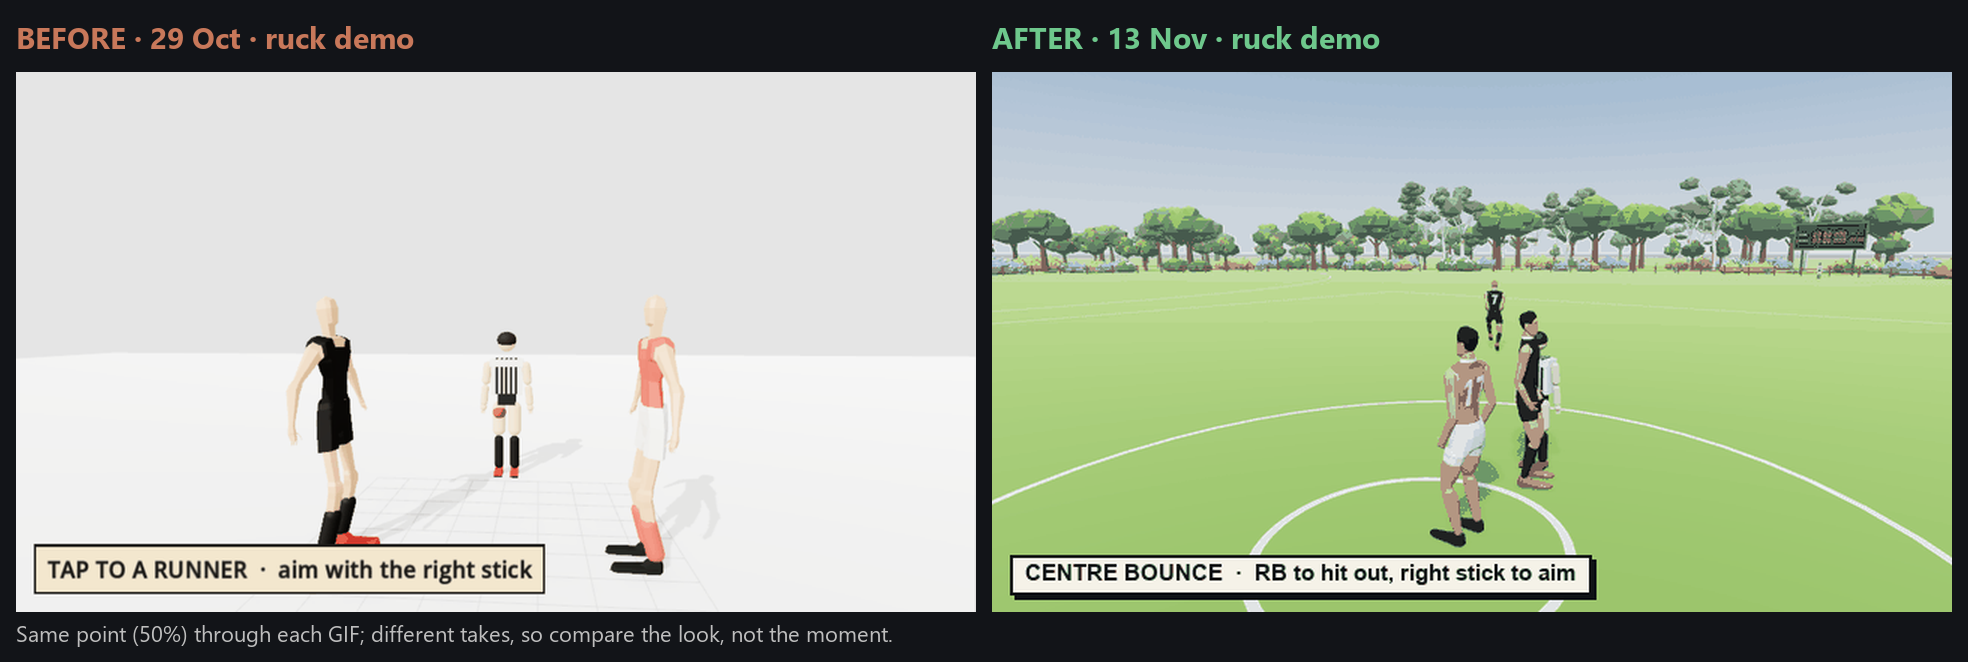 BEFORE · 29 Oct · ruck demo
AFTER · 13 Nov · ruck demo
7
1
TAP TO A RUNNER · aim with the right stick
CENTRE BOUNCE · RB to hit out, right stick to aim
Same point (50%) through each GIF; different takes, so compare the look, not the moment.